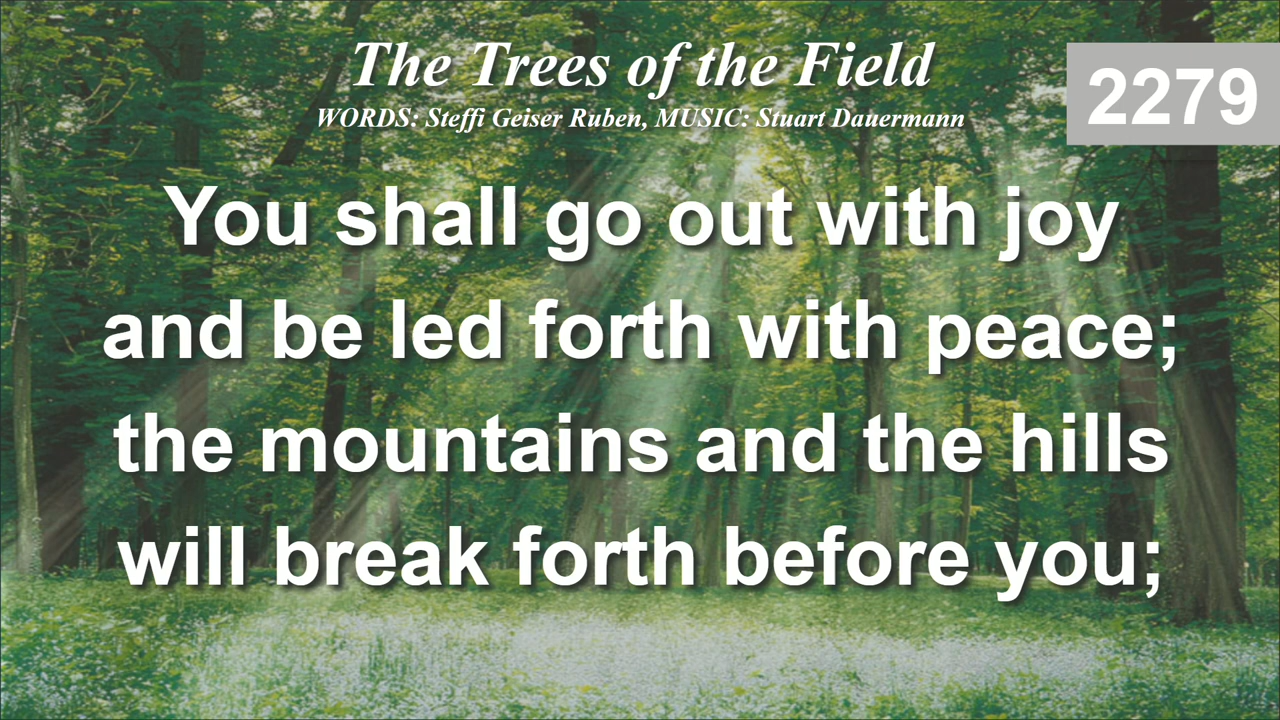 The Trees of the Field
2279
WORDS: Steffi Geiser Ruben, MUSIC: Stuart Dauermann
You shall go out with joy
and be led forth with peace;
the mountains and the hills
will break forth before you;